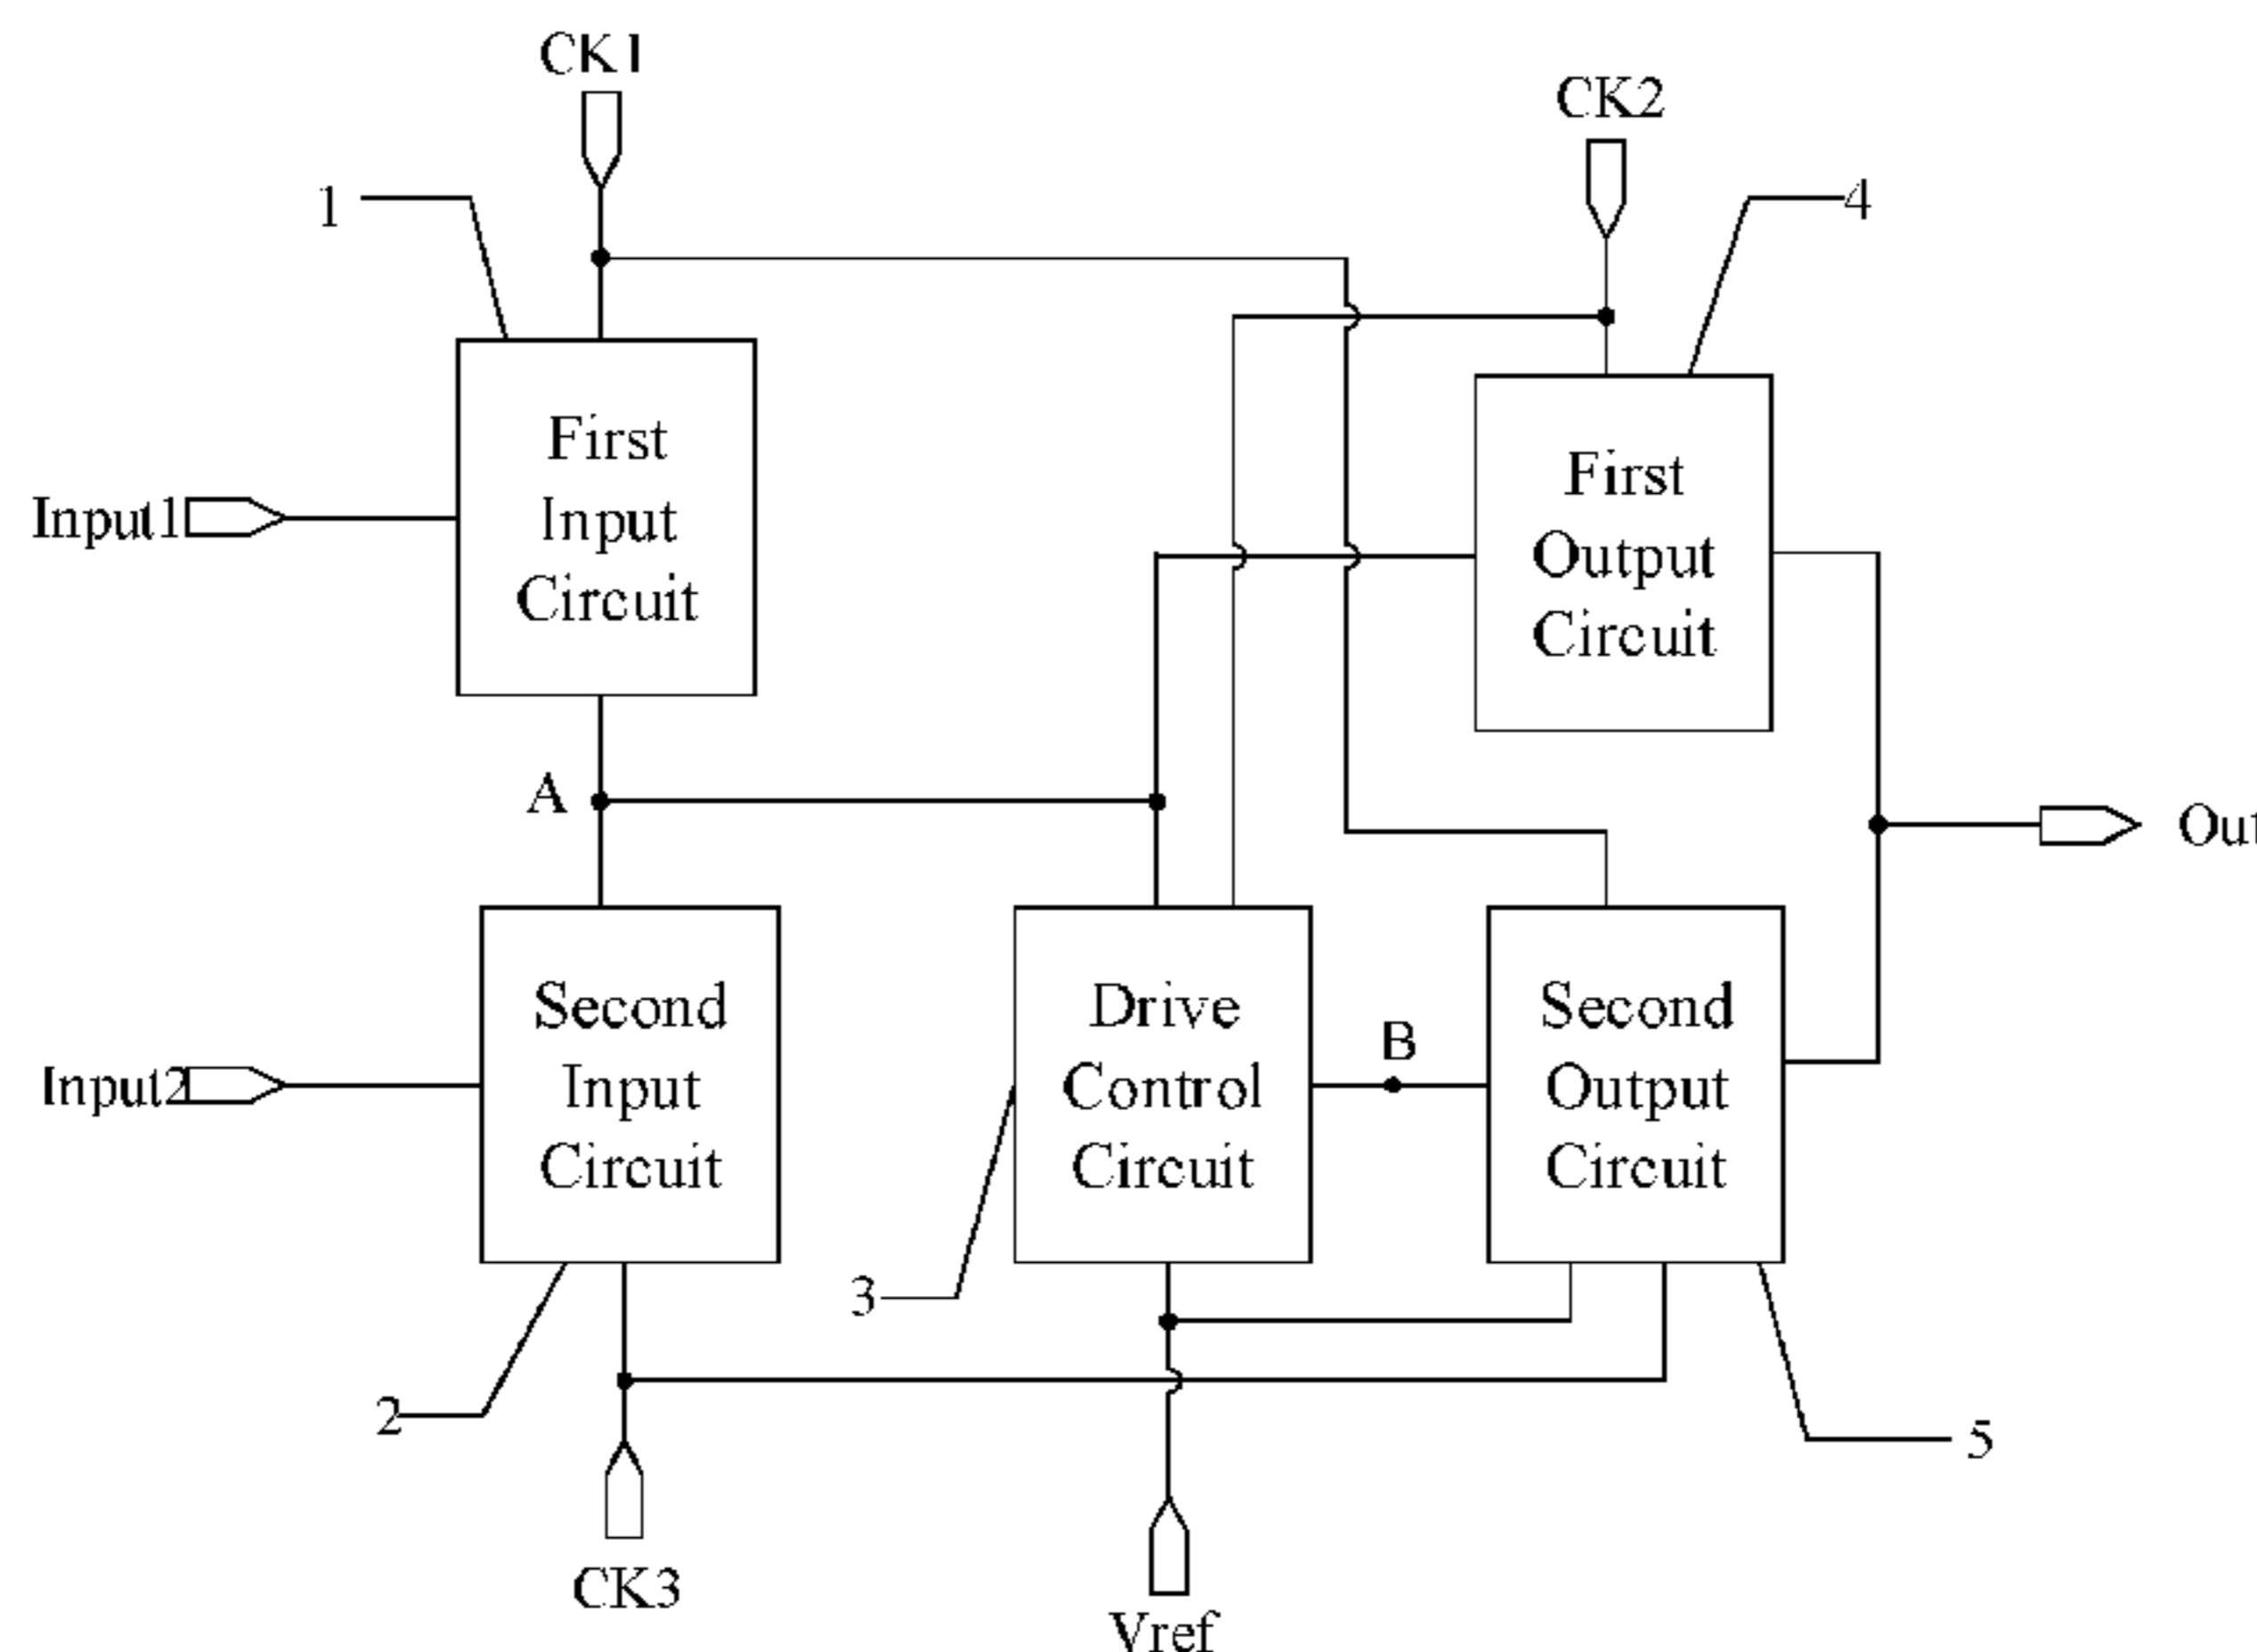 CK1
CK2
1
4
First
Input
Circuit
Input1
First
Output
Circuit
A
Out
Second
Input
Circuit
Input2
Drive
Control
Circuit
B
Second
Output
Circuit
3
2
5
CK3
Vref